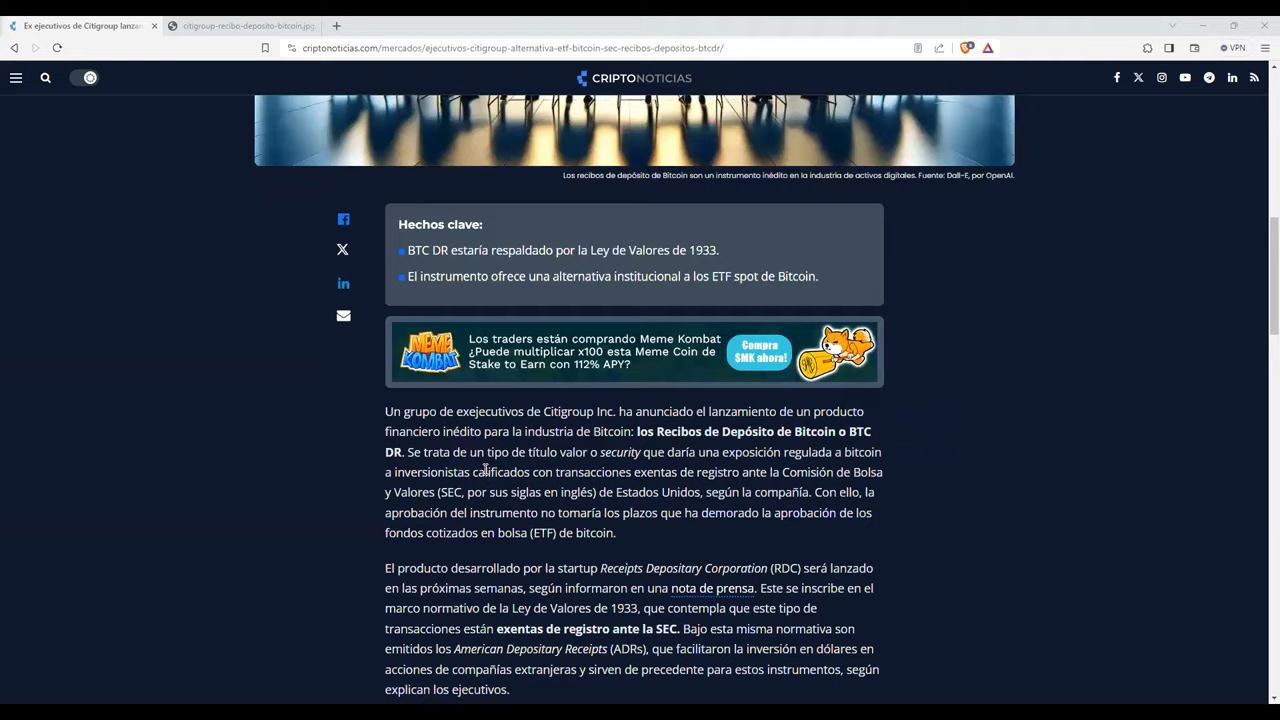 Ex ejecutivos de Citigroup lanzan
citigroup-recibo-deposito-bitcoin.jpg
criptonoticias.com/mercados/ejecutivos-citigroup-alternativa-etf-bitcoin-sec-recibos-depositos-btcdr/
VPN
CRIPTONOTICIAS
Los recibos de depósito de Bitcoin son un instrumento inédito en la industria de activos digitales. Fuente: Dall-E, por OpenAI.
Hechos clave:
BTC DR estaría respaldado por la Ley de Valores de 1933.
El instrumento ofrece una alternativa institucional a los ETF spot de Bitcoin.
MEME KOMBAT
Los traders están comprando Meme Kombat
¿Puede multiplicar x100 esta Meme Coin de
Stake to Earn con 112% APY?
Compra
$MK ahora!
Un grupo de exejecutivos de Citigroup Inc. ha anunciado el lanzamiento de un producto
financiero inédito para la industria de Bitcoin: los Recibos de Depósito de Bitcoin o BTC
DR. Se trata de un tipo de título valor o security que daría una exposición regulada a bitcoin
a inversionistas calificados con transacciones exentas de registro ante la Comisión de Bolsa
y Valores (SEC, por sus siglas en inglés) de Estados Unidos, según la compañía. Con ello, la
aprobación del instrumento no tomaría los plazos que ha demorado la aprobación de los
fondos cotizados en bolsa (ETF) de bitcoin.
El producto desarrollado por la startup Receipts Depositary Corporation (RDC) será lanzado
en las próximas semanas, según informaron en una nota de prensa. Este se inscribe en el
marco normativo de la Ley de Valores de 1933, que contempla que este tipo de
transacciones están exentas de registro ante la SEC. Bajo esta misma normativa son
emitidos los American Depositary Receipts (ADRs), que facilitaron la inversión en dólares en
acciones de compañías extranjeras y sirven de precedente para estos instrumentos, según
explican los ejecutivos.